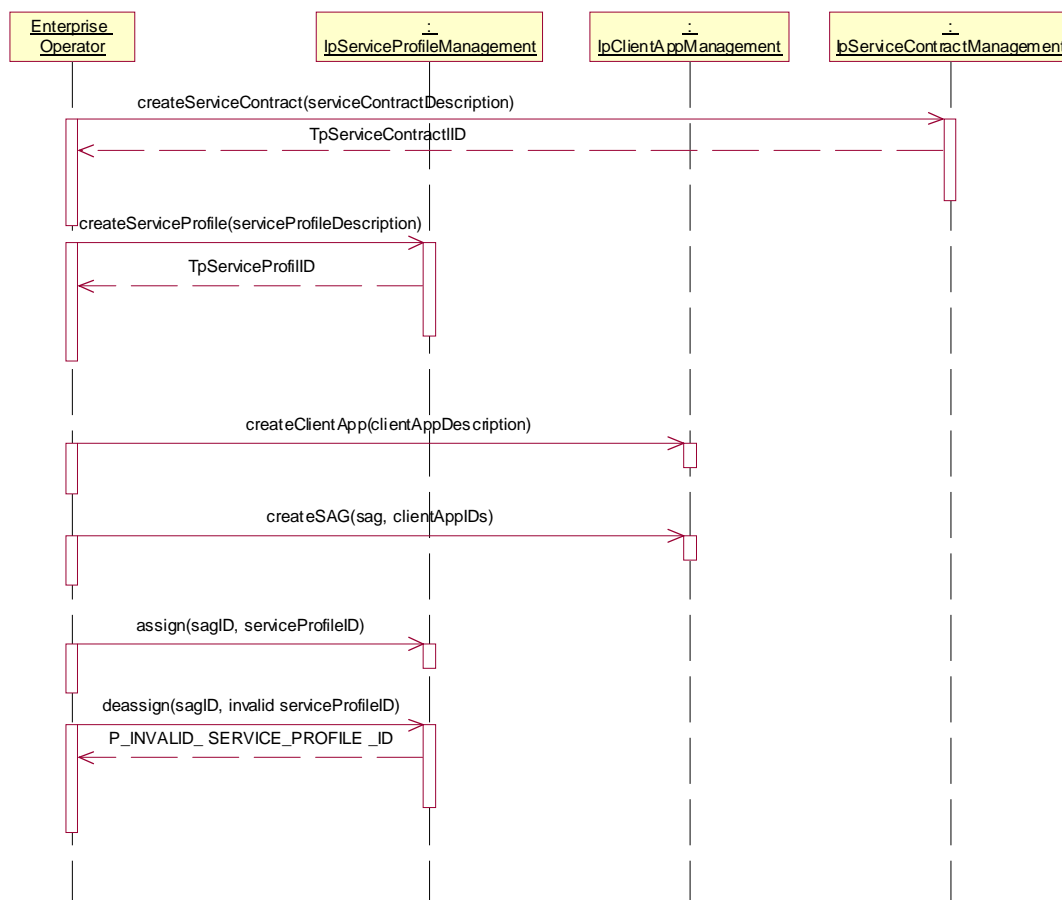 Enterprise
Operator
:
IpServiceProfileManagement
:
IpClientAppManagement
:
IpServiceContractManagement
createServiceContract(serviceContractDescription)
TpServiceContractIID
createServiceProfile(serviceProfileDescription)
TpServiceProfilID
createClientApp(clientAppDescription)
createSAG(sag, clientAppIDs)
assign(sagID, serviceProfileID)
deassign(sagID, invalid serviceProfileID)
P_INVALID_ SERVICE_PROFILE _ID